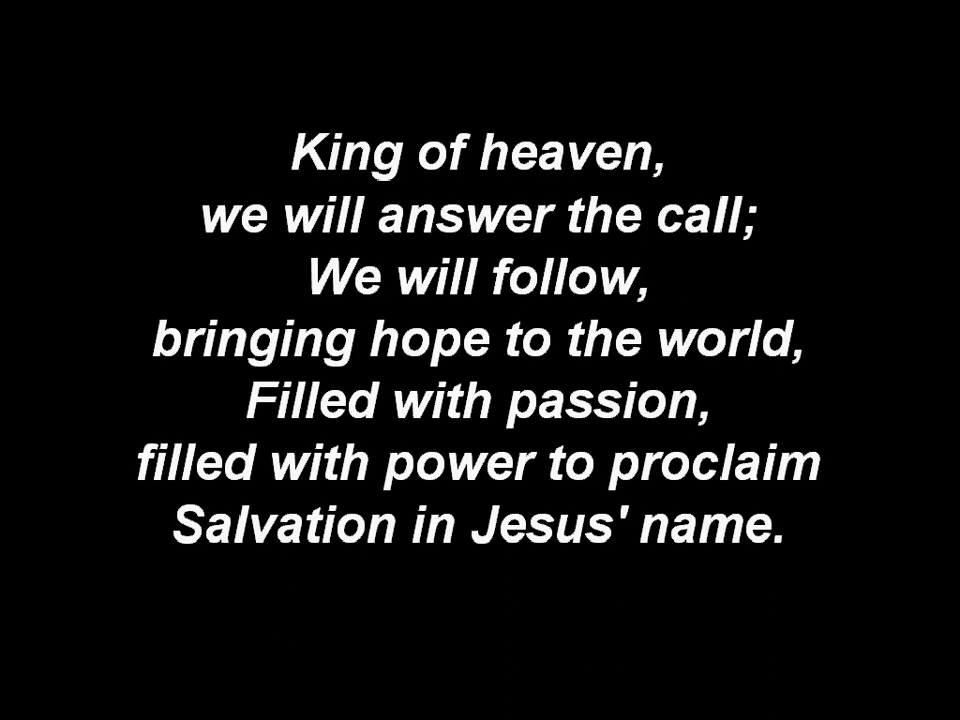 King of heaven,
we will answer the call;
We will follow,
bringing hope to the world,
Filled with passion,
filled with power to proclaim
Salvation in Jesus' name.